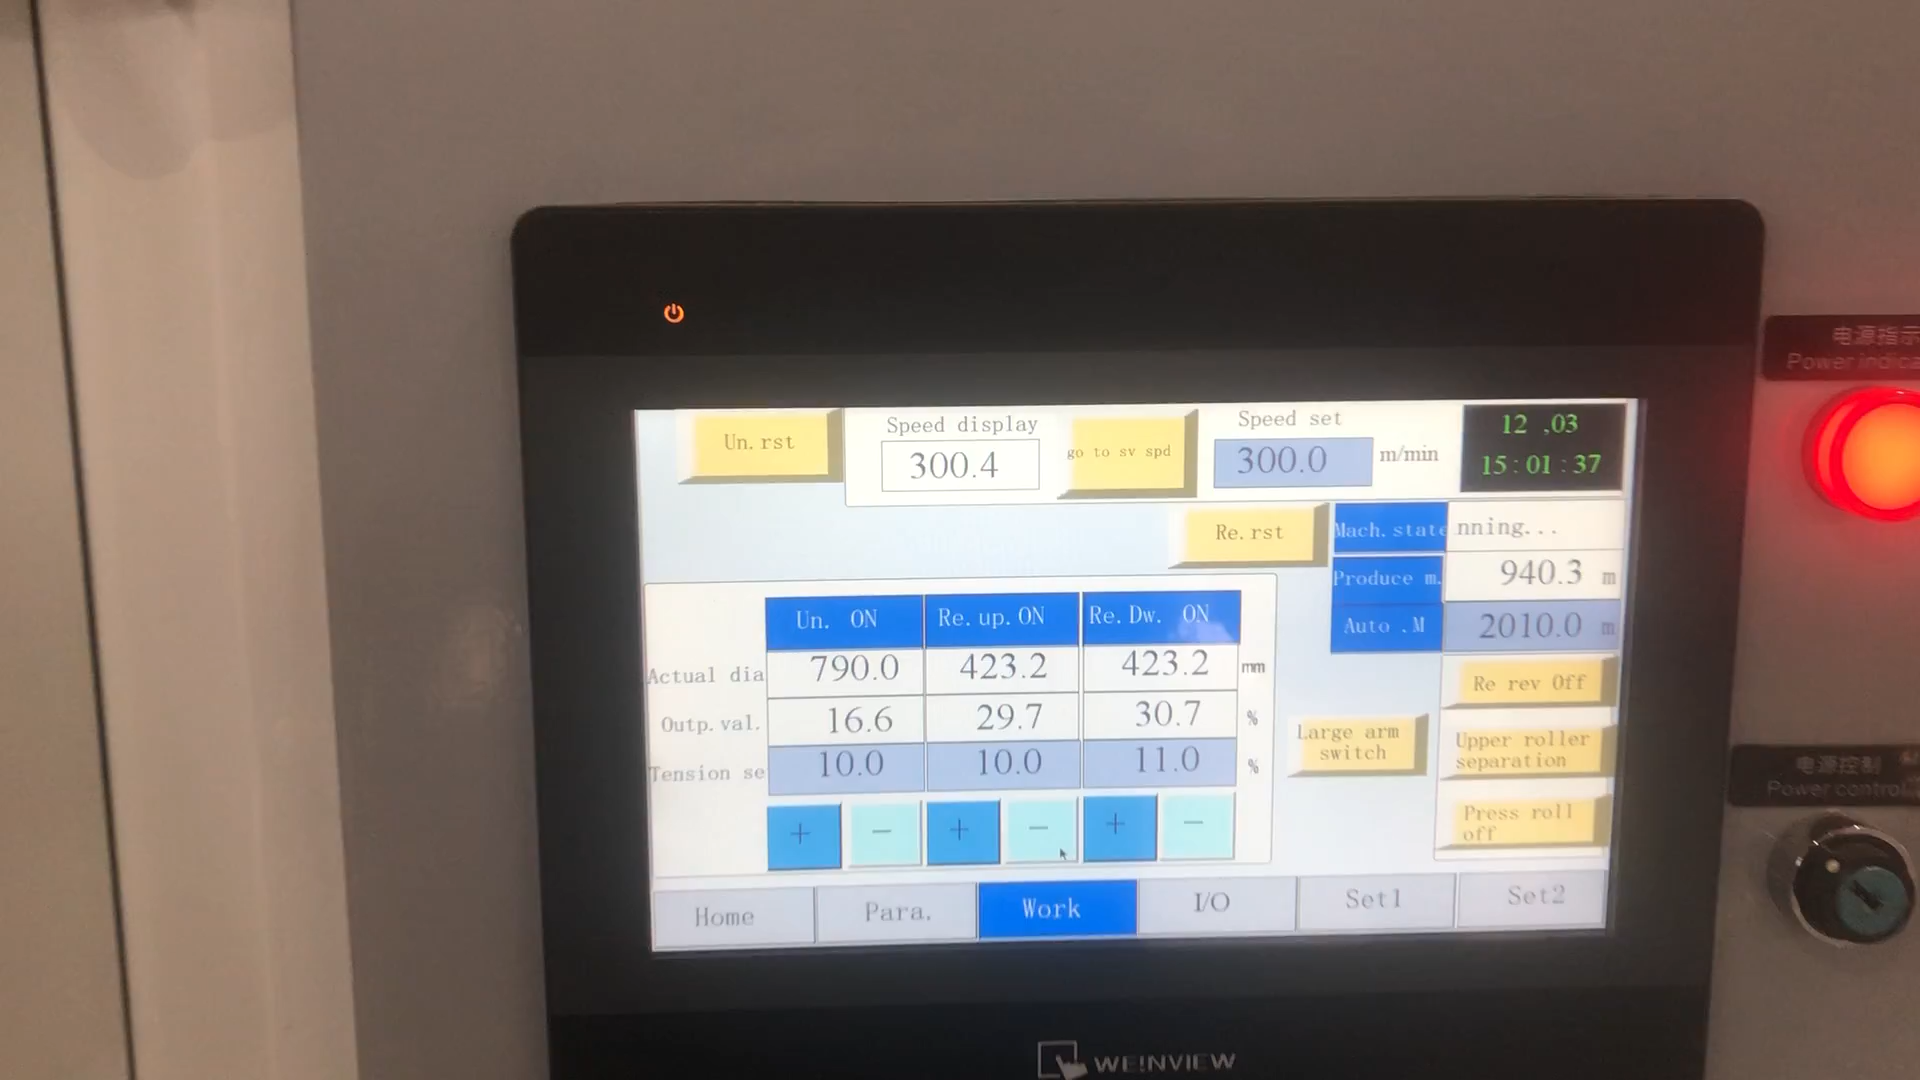 电源指示
Power indica
Un.rst
Speed display
300.4
go to sv spd
Speed set
300.0
m/min
12 ,03
15:01:37
Re.rst
Mach.state
nning...
Produce m.
940.3 m
Auto .M
2010.0 m
Un. ON
Re.up.ON
Re.Dw. ON
Actual dia
790.0
423.2
423.2
mm
Outp.val.
16.6
29.7
30.7
%
Tension se
10.0
10.0
11.0
%
+
−
+
−
+
−
Large arm
switch
Re rev Off
Upper roller
separation
Press roll
off
电源控制
Power control
Home
Para.
Work
I/O
Set1
Set2
WE!NVIEW